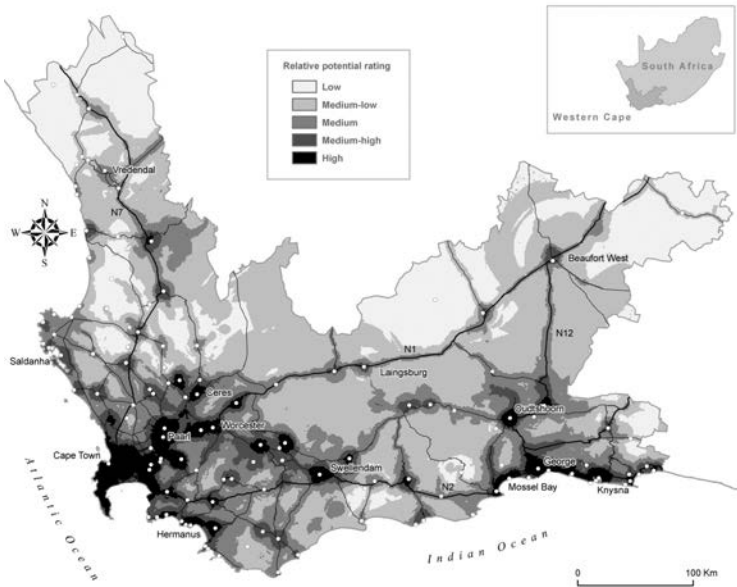 Relative potential rating
Low
Medium-low
Medium
Medium-high
High
South Africa
Western Cape
Vredendal
N
W E
S
N7
Beaufort West
N12
N1
Saldanha
Laingsburg
Ceres
Oudtshoorn
Worcester
Paarl
Cape Town
Swellendam
George
N2
Mossel Bay
Knysna
Hermanus
Atlantic Ocean
Indian Ocean
0 100 Km